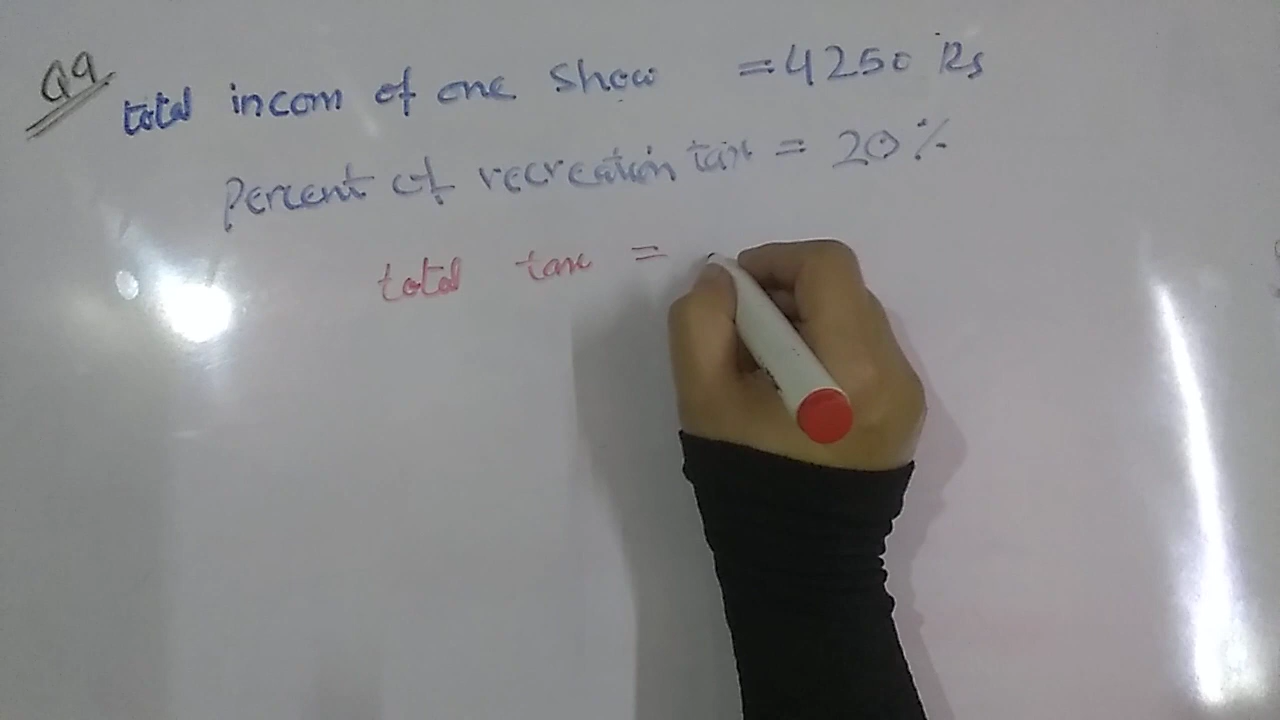 Q9
total incom of one Show = 4250 Rs
Percent of recreation tax = 20%
total tax =